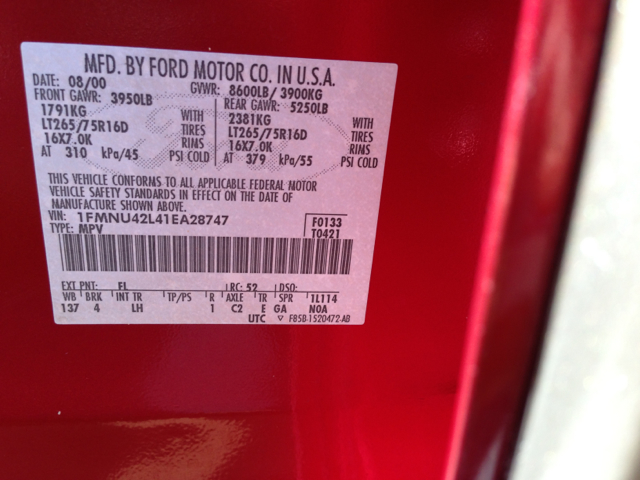 MFD. BY FORD MOTOR CO. IN U.S.A.
DATE: 08/00 GVWR: 8600LB/ 3900KG
FRONT GAWR: 3950LB REAR GAWR: 5250LB
1791KG WITH 2381KG WITH
LT265/75R16D TIRES LT265/75R16D TIRES
16X7.0K RINS 16X7.0K RINS
AT 310 kPa/45 PSI COLD AT 379 kPa/55 PSI COLD
THIS VEHICLE CONFORMS TO ALL APPLICABLE FEDERAL MOTOR
VEHICLE SAFETY STANDARDS IN EFFECT ON THE DATE OF
MANUFACTURE SHOWN ABOVE.
VIN: 1FMNU42L41EA28747 F0133
TYPE: MPV T0421
EXT PNT: FL RC: 52 DSO:
WB BRK INT TR TP/PS R AXLE TR SPR 1L114
137 4 LH 1 C2 E GA N0A
UTC F85B-1520472-AB